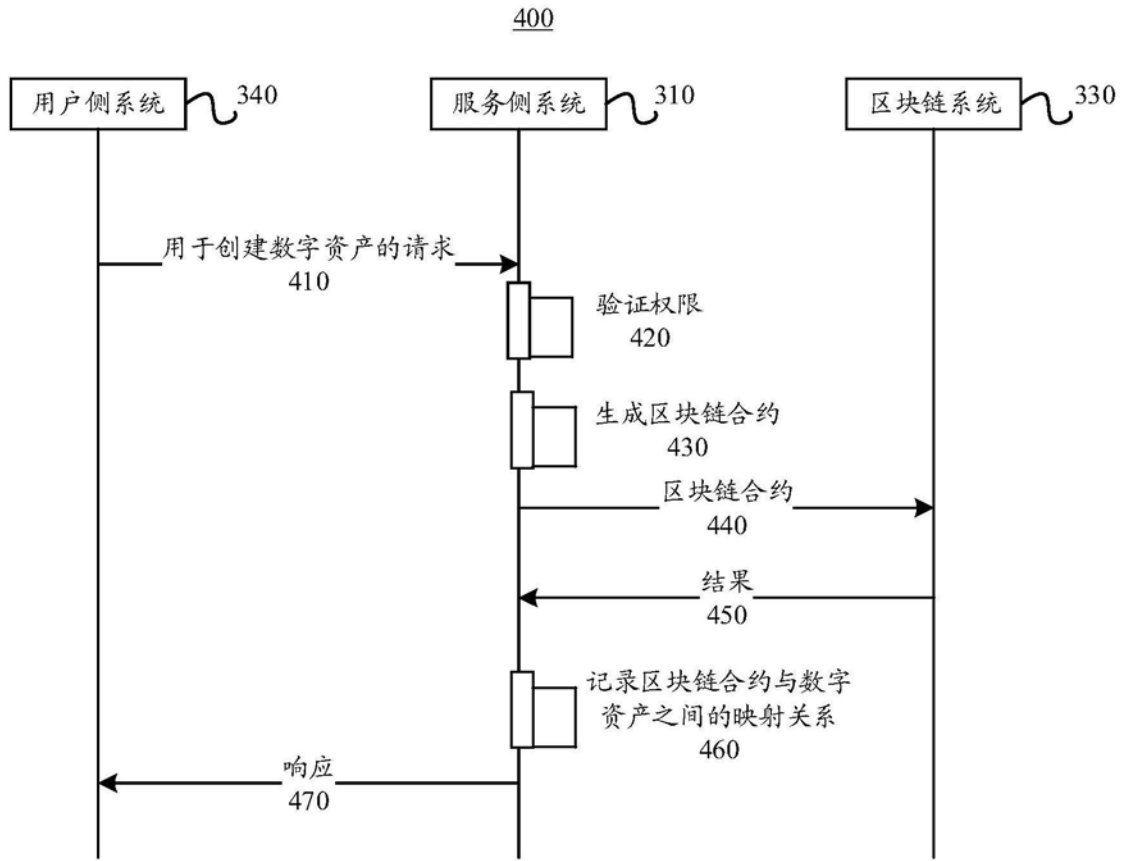 400
用户侧系统 340
服务侧系统 310
区块链系统 330
用于创建数字资产的请求
410
验证权限
420
生成区块链合约
430
区块链合约
440
结果
450
记录区块链合约与数字
资产之间的映射关系
460
响应
470